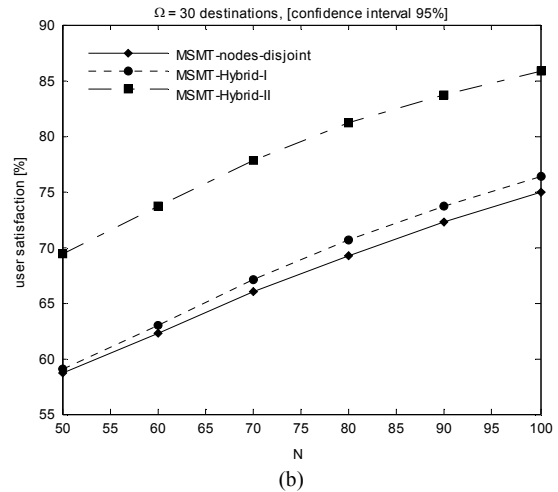 Ω = 30 destinations, [confidence interval 95%]
MSMT-nodes-disjoint
MSMT-Hybrid-I
MSMT-Hybrid-II
user satisfaction [%]
90
85
80
75
70
65
60
55
50 55 60 65 70 75 80 85 90 95 100
N
(b)